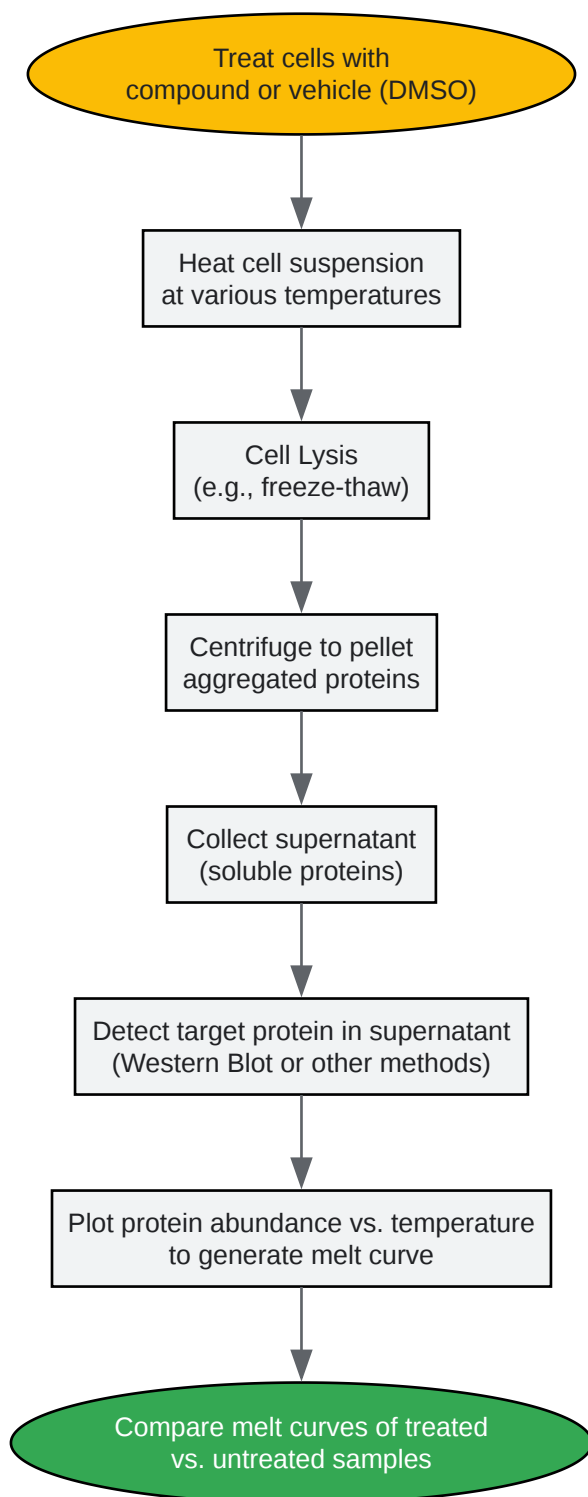 Treat cells with
compound or vehicle (DMSO)
Heat cell suspension
at various temperatures
Cell Lysis
(e.g., freeze-thaw)
Centrifuge to pellet
aggregated proteins
Collect supernatant
(soluble proteins)
Detect target protein in supernatant
(Western Blot or other methods)
Plot protein abundance vs. temperature
to generate melt curve
Compare melt curves of treated
vs. untreated samples